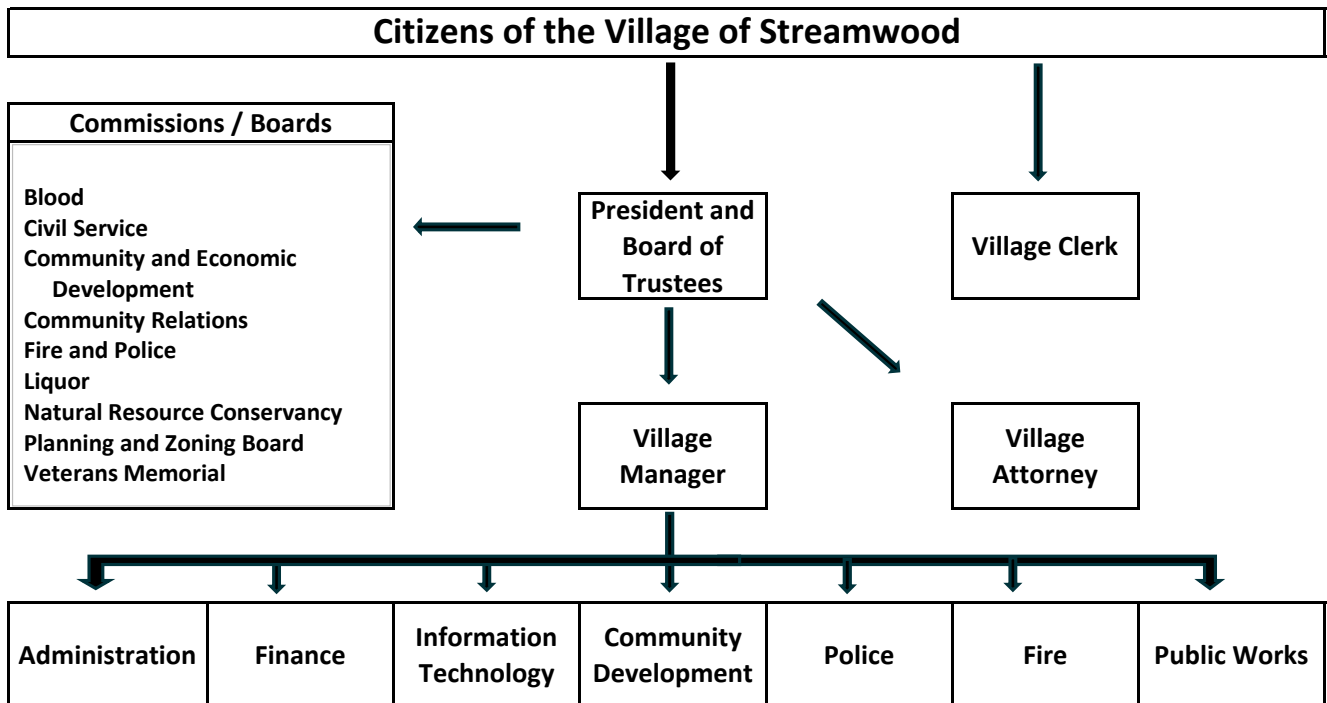 Citizens of the Village of Streamwood
Commissions / Boards
Blood
Civil Service
Community and Economic
Development
Community Relations
Fire and Police
Liquor
Natural Resource Conservancy
Planning and Zoning Board
Veterans Memorial
President and
Board of
Trustees
Village Clerk
Village
Manager
Village
Attorney
Administration
Finance
Information
Technology
Community
Development
Police
Fire
Public Works